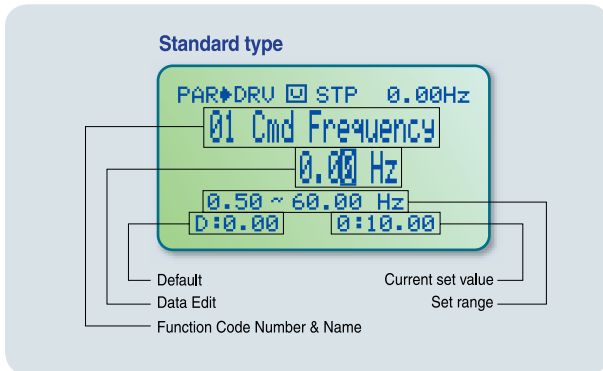 Standard type
PAR➧DRV U STP 0.00Hz
01 Cmd Frequency
0.00 Hz
0.50 ~ 60.00 Hz
D:0.00 0:10.00
Default Current set value
Data Edit Set range
Function Code Number & Name